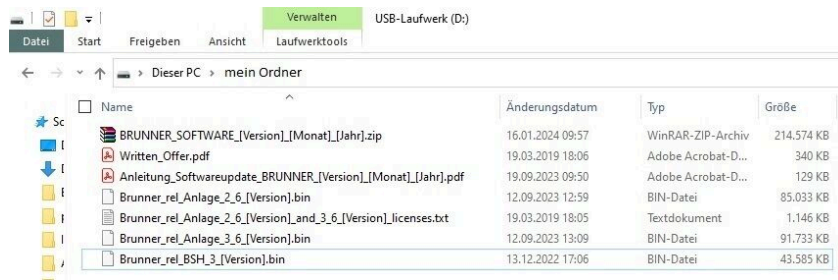 Verwalten USB-Laufwerk (D:)
Datei Start Freigeben Ansicht Laufwerktools
Dieser PC > mein Ordner
Name Änderungsdatum Typ Größe
BRUNNER_SOFTWARE_[Version]_[Monat]_[Jahr].zip 16.01.2024 09:57 WinRAR-ZIP-Archiv 214.574 KB
Written_Offer.pdf 19.03.2019 18:06 Adobe Acrobat-D... 340 KB
Anleitung_Softwareupdate_BRUNNER_[Version]_[Monat]_[Jahr].pdf 19.09.2023 09:50 Adobe Acrobat-D... 129 KB
Brunner_rel_Anlage_2_6_[Version].bin 12.09.2023 12:59 BIN-Datei 85.033 KB
Brunner_rel_Anlage_2_6_[Version]_and_3_6_[Version]_licenses.txt 19.03.2019 18:05 Textdokument 1.146 KB
Brunner_rel_Anlage_3_6_[Version].bin 12.09.2023 13:09 BIN-Datei 91.733 KB
Brunner_rel_BSH_3_[Version].bin 13.12.2022 17:06 BIN-Datei 43.585 KB